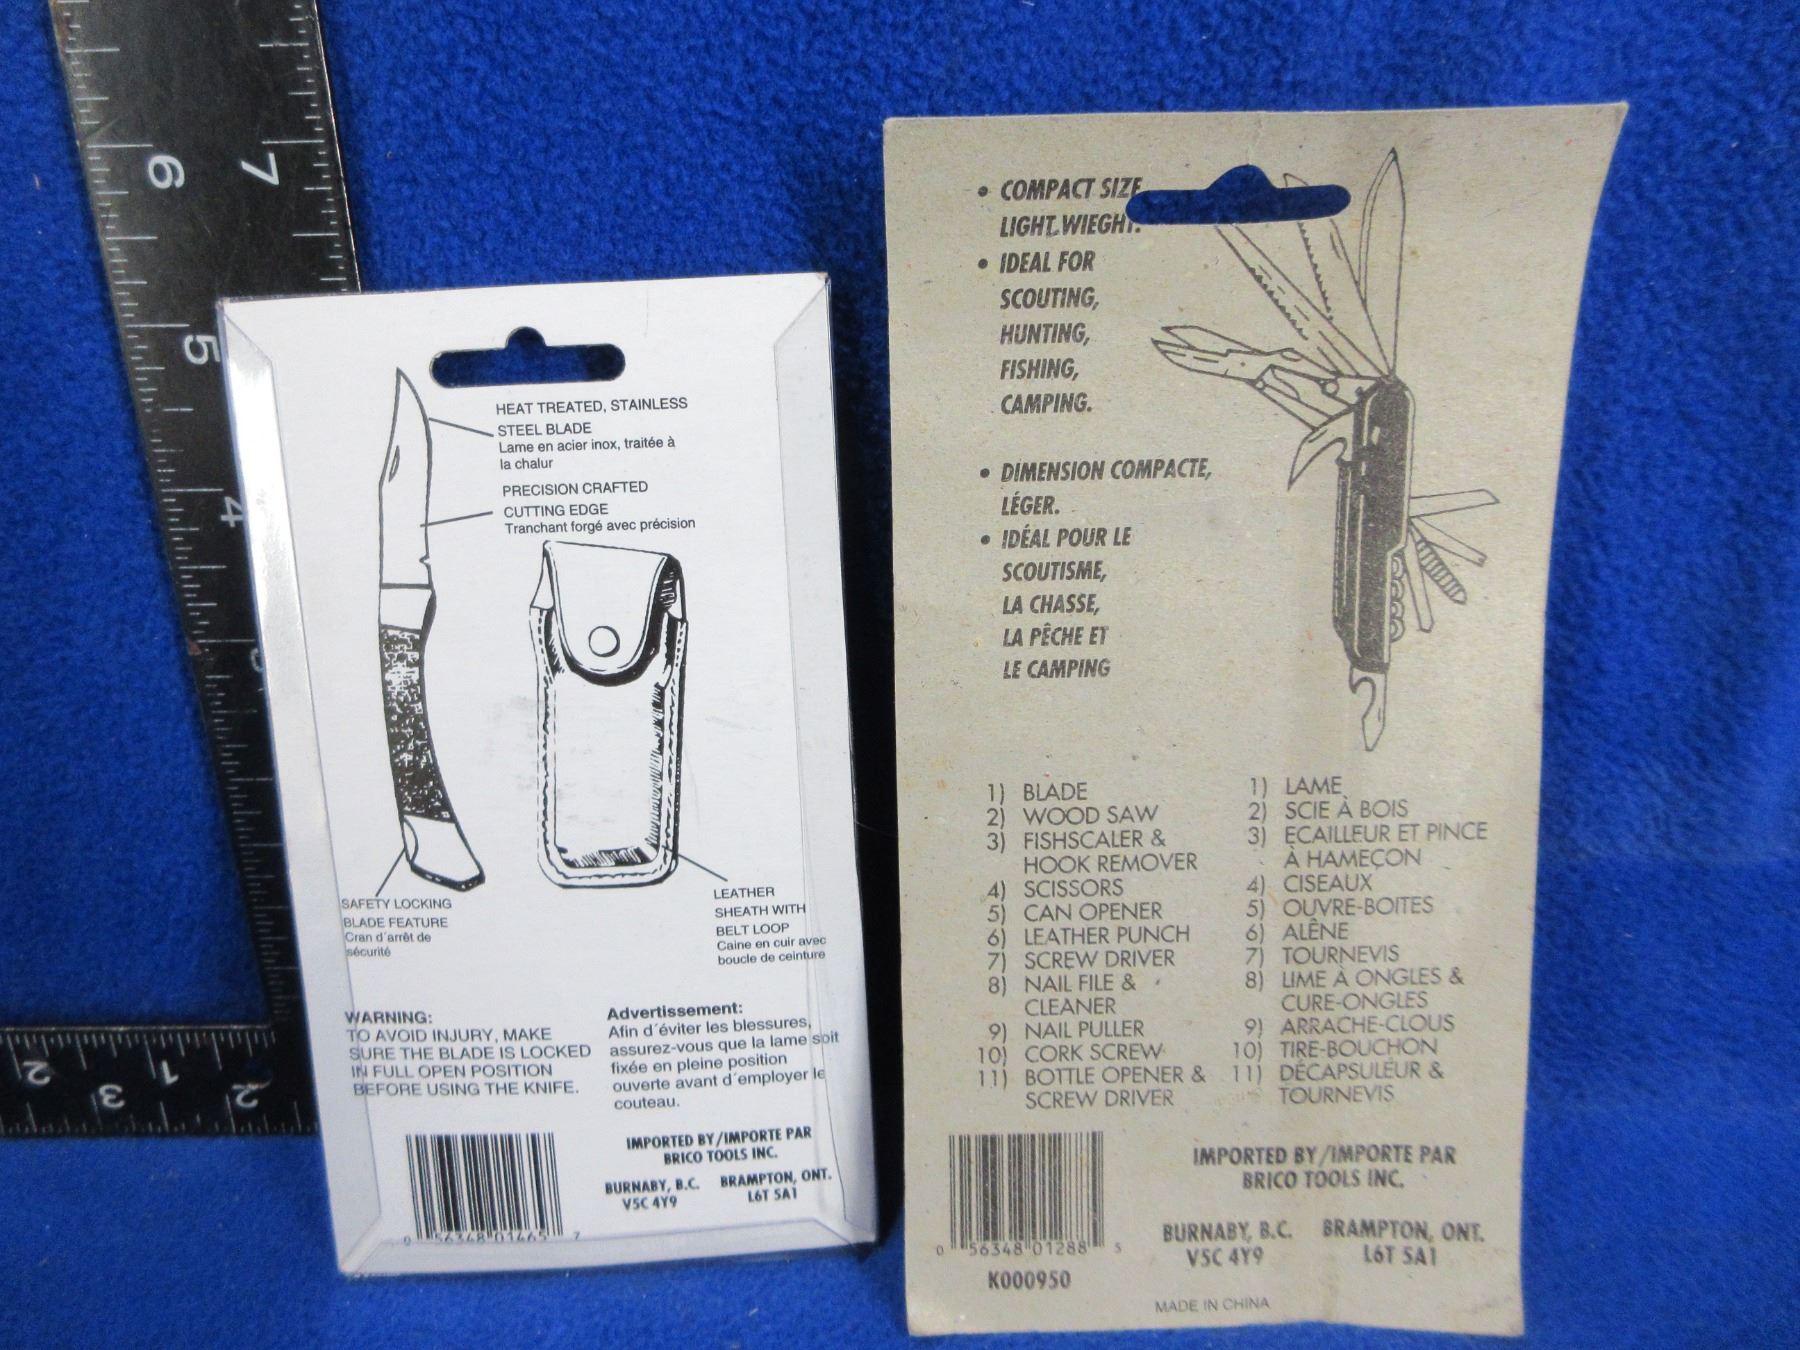 6
7
5
4
3
2
3
1
2
HEAT TREATED, STAINLESS
STEEL BLADE
Lame en acier inox, traitée à
la chalur
PRECISION CRAFTED
CUTTING EDGE
Tranchant forgé avec précision
SAFETY LOCKING
BLADE FEATURE
Cran d´arrêt de
sécurité
LEATHER
SHEATH WITH
BELT LOOP
Caine en cuir avec
boucle de ceinture
WARNING:
TO AVOID INJURY, MAKE
SURE THE BLADE IS LOCKED
IN FULL OPEN POSITION
BEFORE USING THE KNIFE.
Advertissement:
Afin d´éviter les blessures,
assurez-vous que la lame soit
fixée en pleine position
ouverte avant d´employer le
couteau.
IMPORTED BY/IMPORTE PAR
BRICO TOOLS INC.
BURNABY, B.C. BRAMPTON, ONT.
V5C 4Y9 L6T 5A1
0 56348 01465 7
• COMPACT SIZE
LIGHT WIEGHT.
• IDEAL FOR
SCOUTING,
HUNTING,
FISHING,
CAMPING.
• DIMENSION COMPACTE,
LÉGER.
• IDÉAL POUR LE
SCOUTISME,
LA CHASSE,
LA PÊCHE ET
LE CAMPING
1) BLADE
2) WOOD SAW
3) FISHSCALER &
HOOK REMOVER
4) SCISSORS
5) CAN OPENER
6) LEATHER PUNCH
7) SCREW DRIVER
8) NAIL FILE &
CLEANER
9) NAIL PULLER
10) CORK SCREW
11) BOTTLE OPENER &
SCREW DRIVER
1) LAME
2) SCIE À BOIS
3) ECAILLEUR ET PINCE
À HAMEÇON
4) CISEAUX
5) OUVRE-BOITES
6) ALÊNE
7) TOURNEVIS
8) LIME À ONGLES &
CURE-ONGLES
9) ARRACHE-CLOUS
10) TIRE-BOUCHON
11) DÉCAPSULEUR &
TOURNEVIS
IMPORTED BY/IMPORTE PAR
BRICO TOOLS INC.
BURNABY, B.C. BRAMPTON, ONT.
V5C 4Y9 L6T 5A1
0 56348 01288 5
K000950
MADE IN CHINA